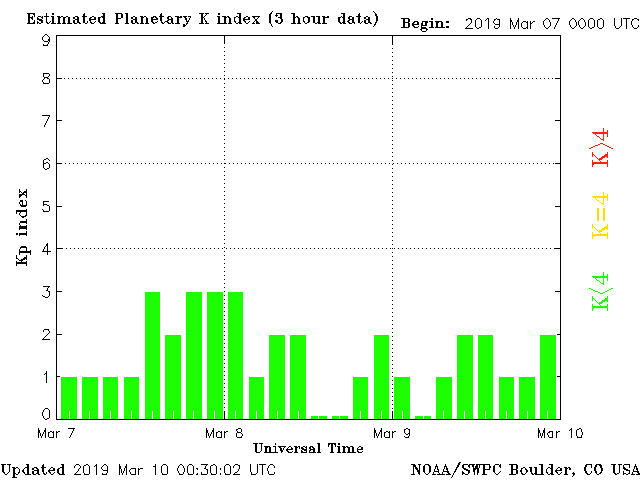 Estimated Planetary K index (3 hour data)
Begin: 2019 Mar 07 0000 UTC
9
8
7
6
5
4
3
2
1
0
Kp index
K>4
K=4
K<4
Mar 7
Mar 8
Mar 9
Mar 10
Universal Time
Updated 2019 Mar 10 00:30:02 UTC
NOAA/SWPC Boulder, CO USA